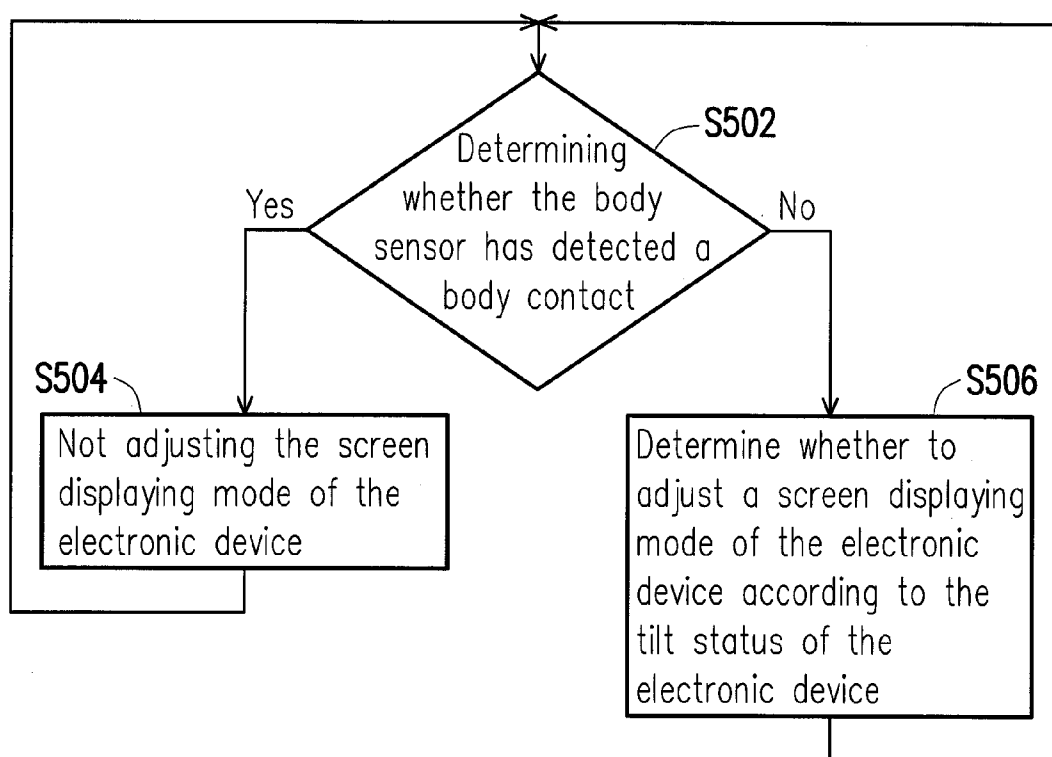 S502
Determining
whether the body
sensor has detected a
body contact
Yes
No
S504
Not adjusting the screen
displaying mode of the
electronic device
S506
Determine whether to
adjust a screen displaying
mode of the electronic
device according to the
tilt status of the
electronic device